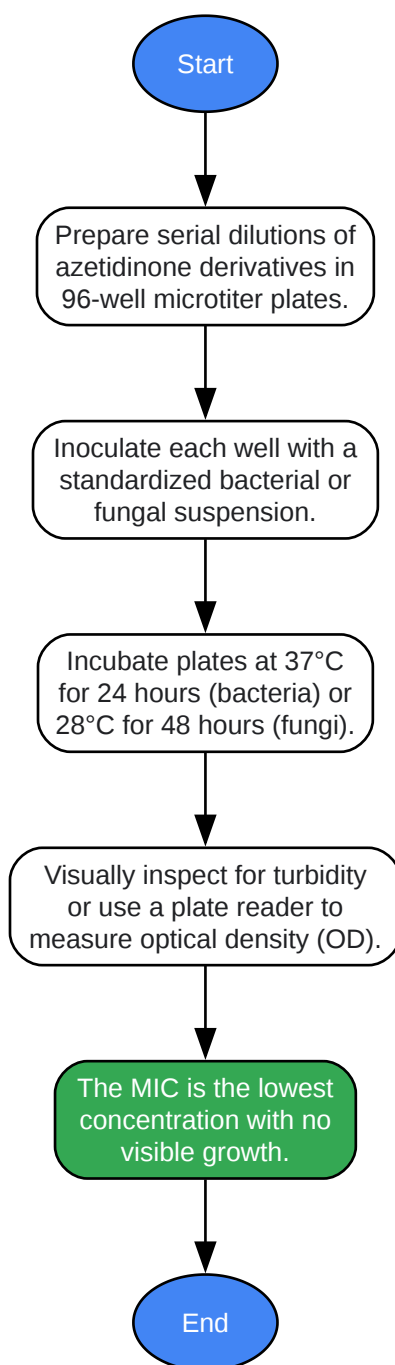 Start
Prepare serial dilutions of
azetidinone derivatives in
96-well microtiter plates.
Inoculate each well with a
standardized bacterial or
fungal suspension.
Incubate plates at 37°C
for 24 hours (bacteria) or
28°C for 48 hours (fungi).
Visually inspect for turbidity
or use a plate reader to
measure optical density (OD).
The MIC is the lowest
concentration with no
visible growth.
End